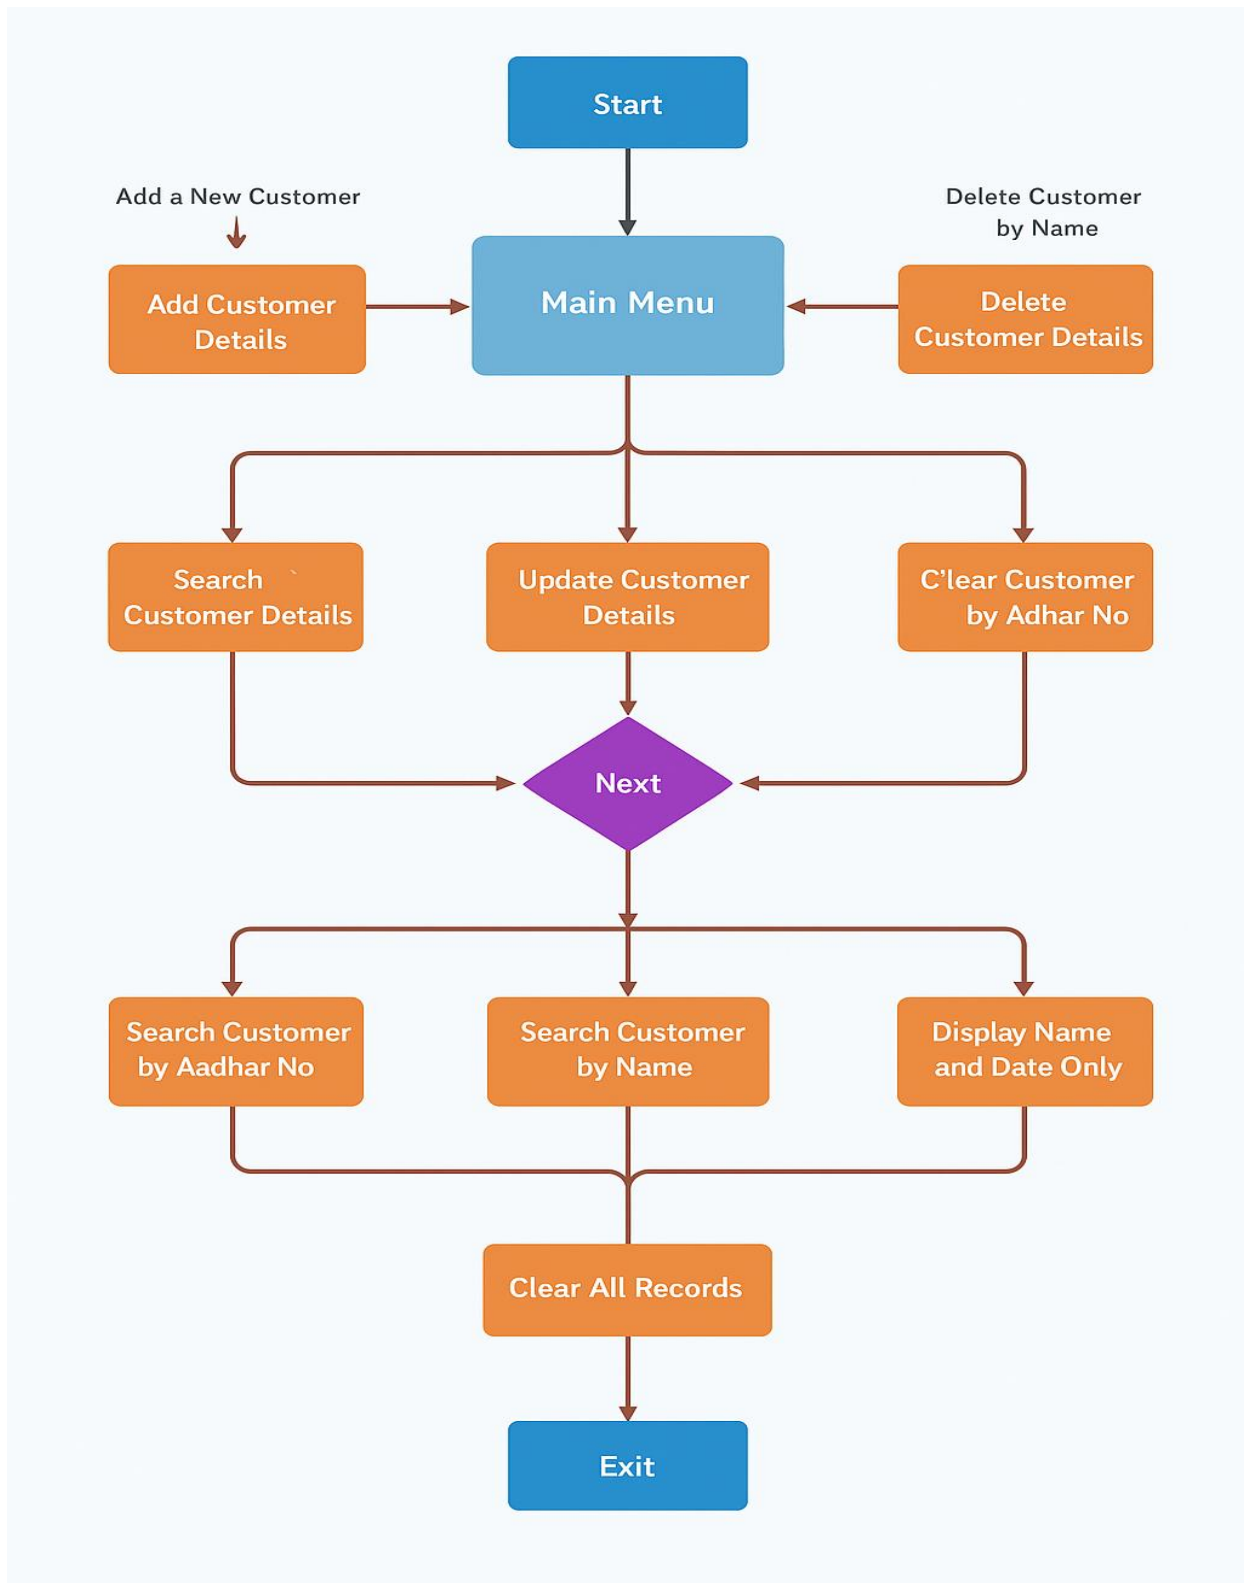 Start
Add a New Customer
Delete Customer
by Name
Add Customer
Details
Main Menu
Delete
Customer Details
Search `
Customer Details
Update Customer
Details
C'lear Customer
by Adhar No
Next
Search Customer
by Aadhar No
Search Customer
by Name
Display Name
and Date Only
Clear All Records
Exit